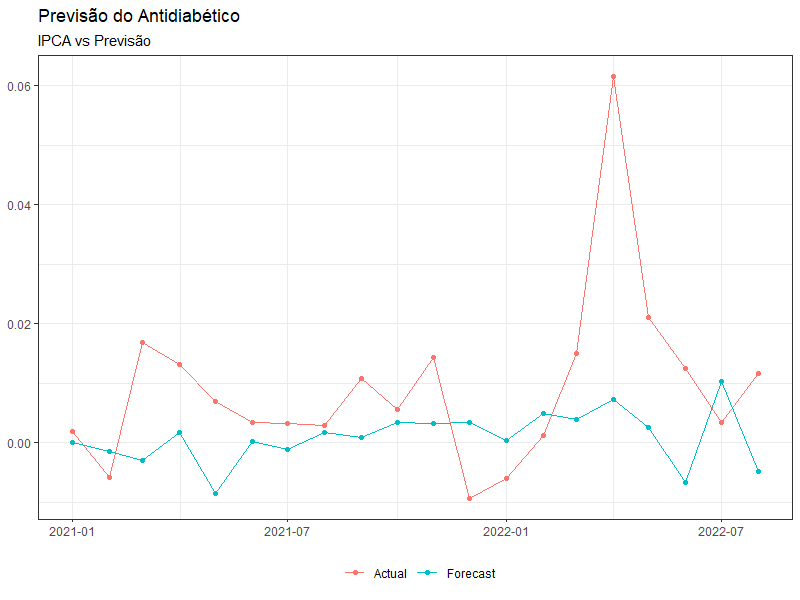 Previsão do Antidiabético
IPCA vs Previsão
0.06
0.04
0.02
0.00
2021-01 2021-07 2022-01 2022-07
Actual Forecast